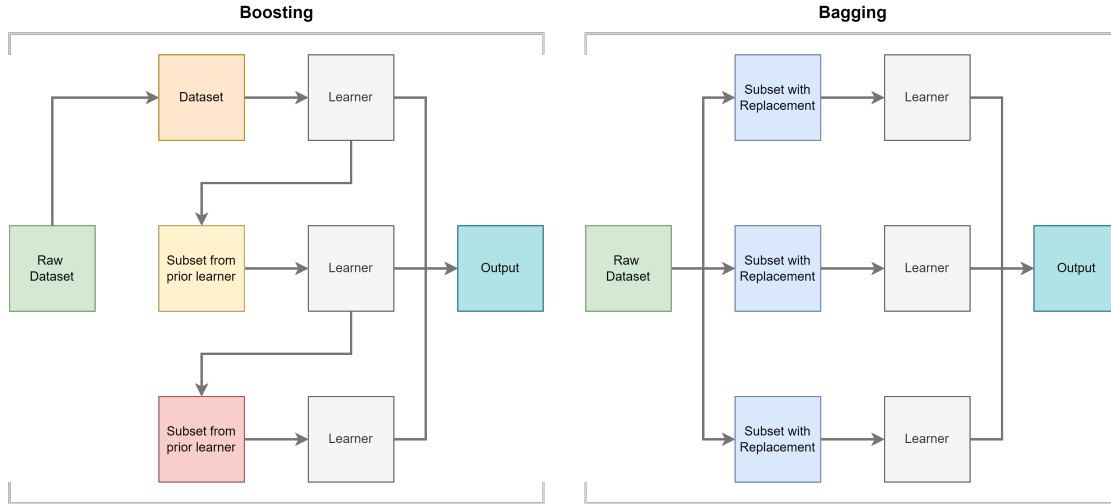 Boosting
Dataset
Learner
Raw
Dataset
Subset from
prior learner
Learner
Output
Subset from
prior learner
Learner
Bagging
Subset with
Replacement
Learner
Raw
Dataset
Subset with
Replacement
Learner
Output
Subset with
Replacement
Learner